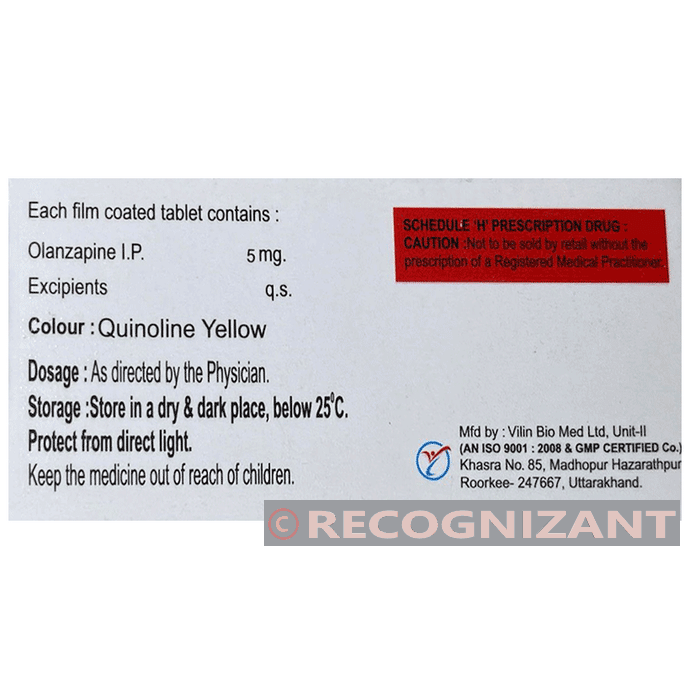 Each film coated tablet contains :
Olanzapine I.P. 5 mg.
Excipients q.s.
Colour : Quinoline Yellow
Dosage : As directed by the Physician.
Storage : Store in a dry & dark place, below 25°C.
Protect from direct light.
Keep the medicine out of reach of children.
SCHEDULE 'H' PRESCRIPTION DRUG :
CAUTION :Not to be sold by retail without the
prescription of a Registered Medical Practitioner.
Mfd by : Vilin Bio Med Ltd, Unit-II
(AN ISO 9001 : 2008 & GMP CERTIFIED Co.)
Khasra No. 85, Madhopur Hazarathpur
Roorkee- 247667, Uttarakhand.
© RECOGNIZANT